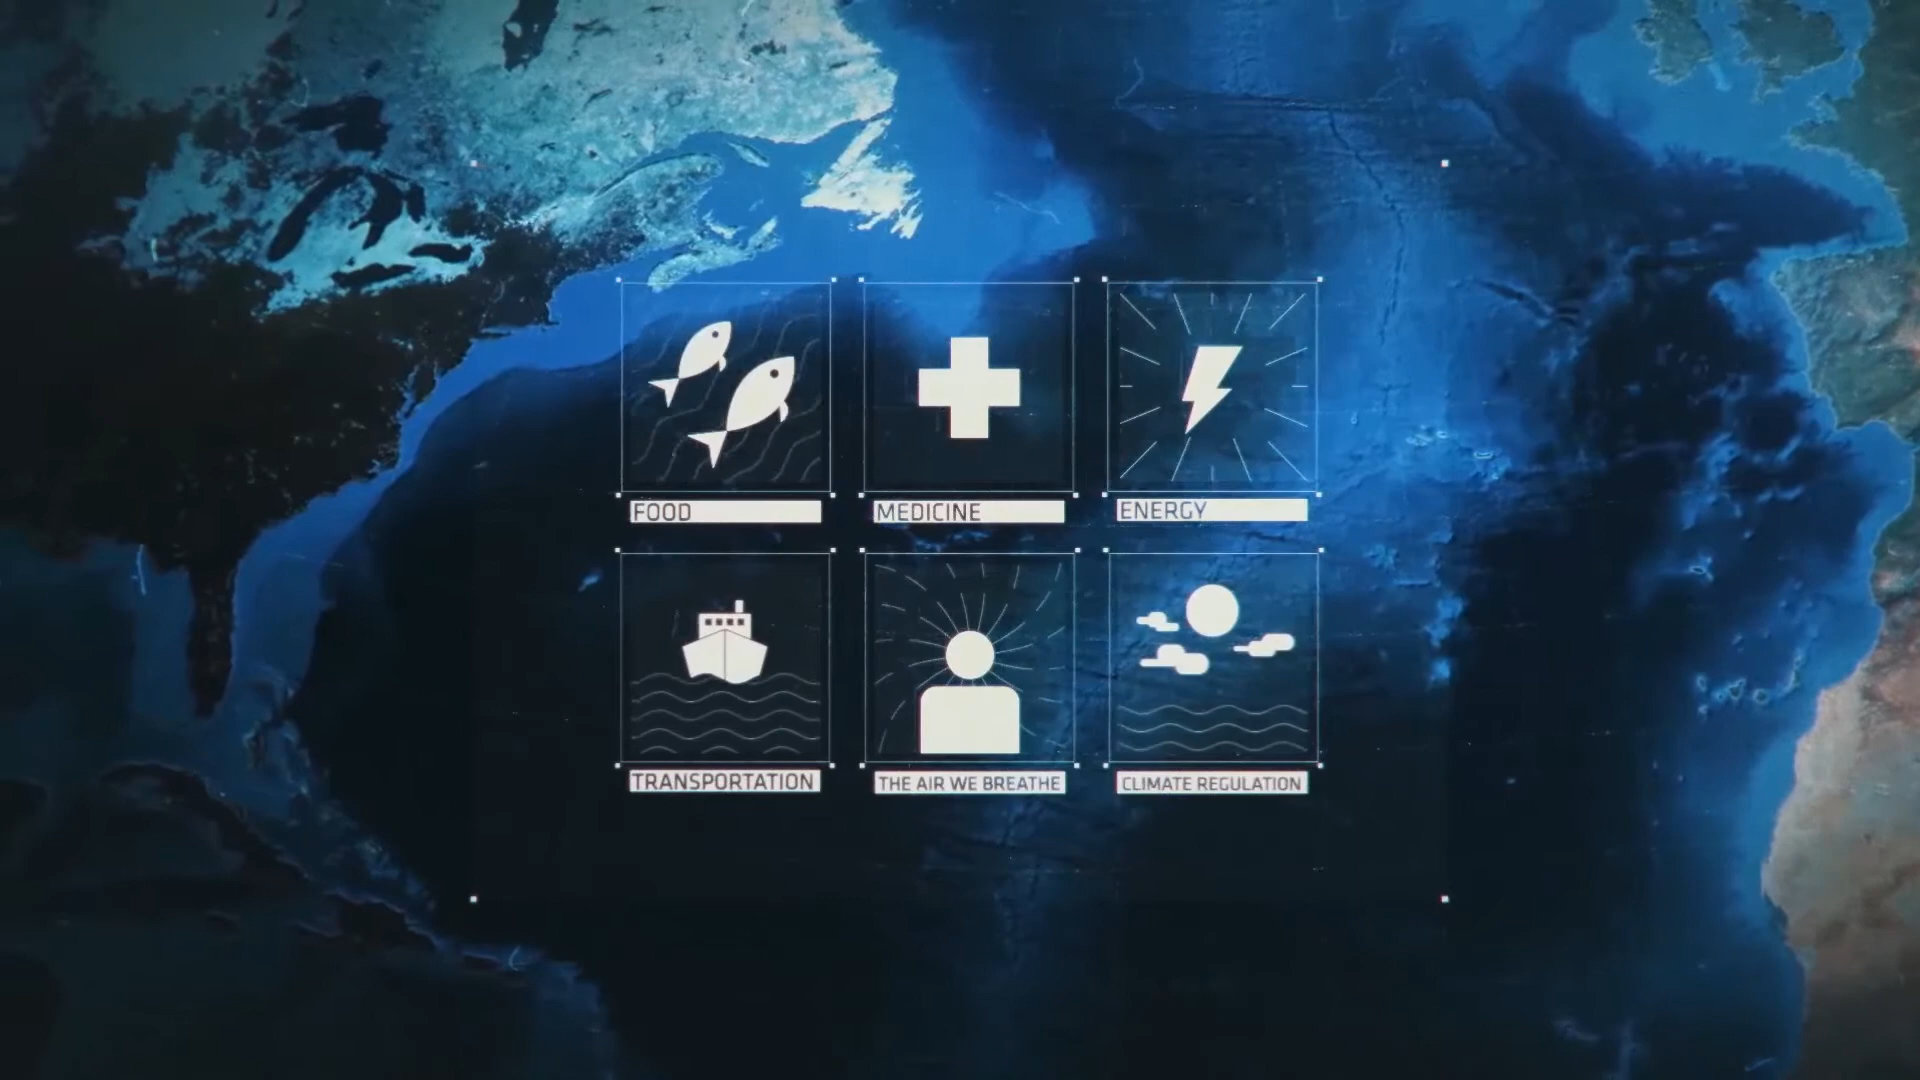 FOOD
MEDICINE
ENERGY
TRANSPORTATION
THE AIR WE BREATHE
CLIMATE REGULATION